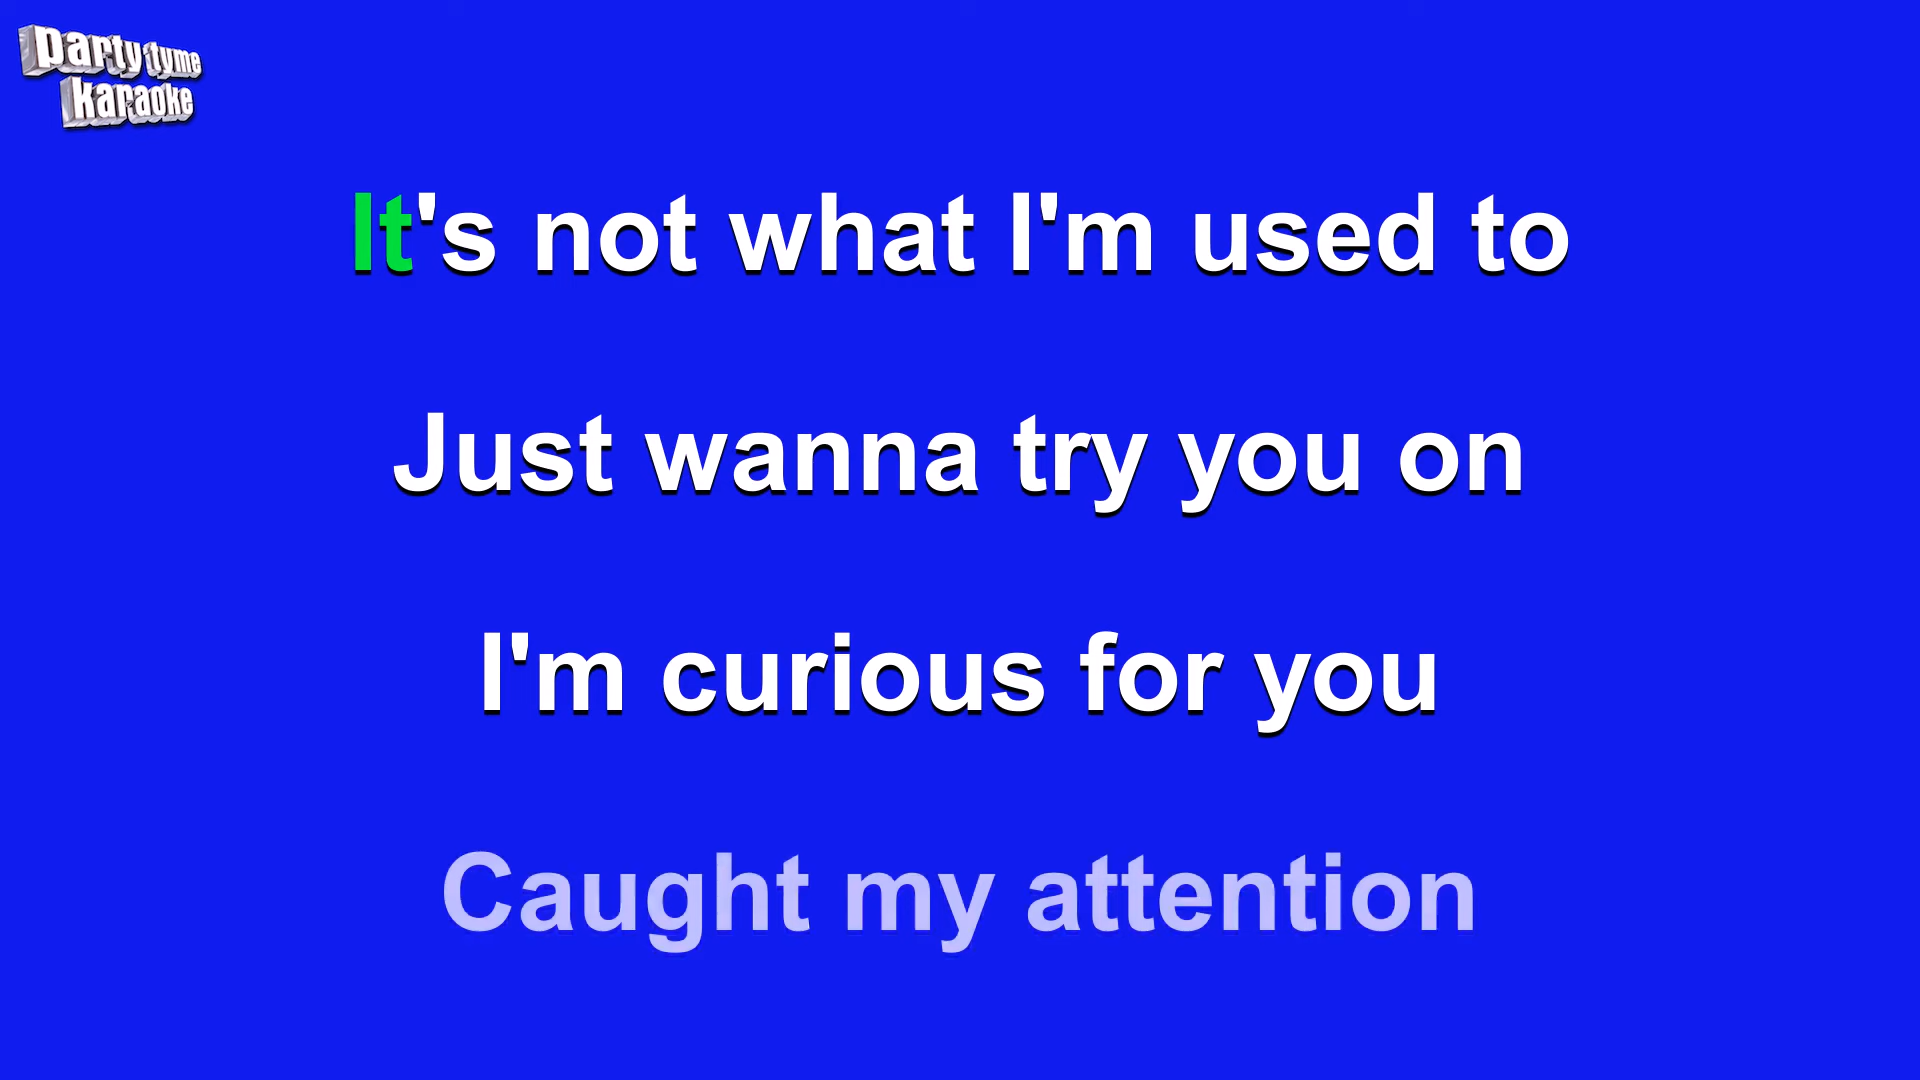 party tyme
karaoke
It's not what I'm used to
Just wanna try you on
I'm curious for you
Caught my attention